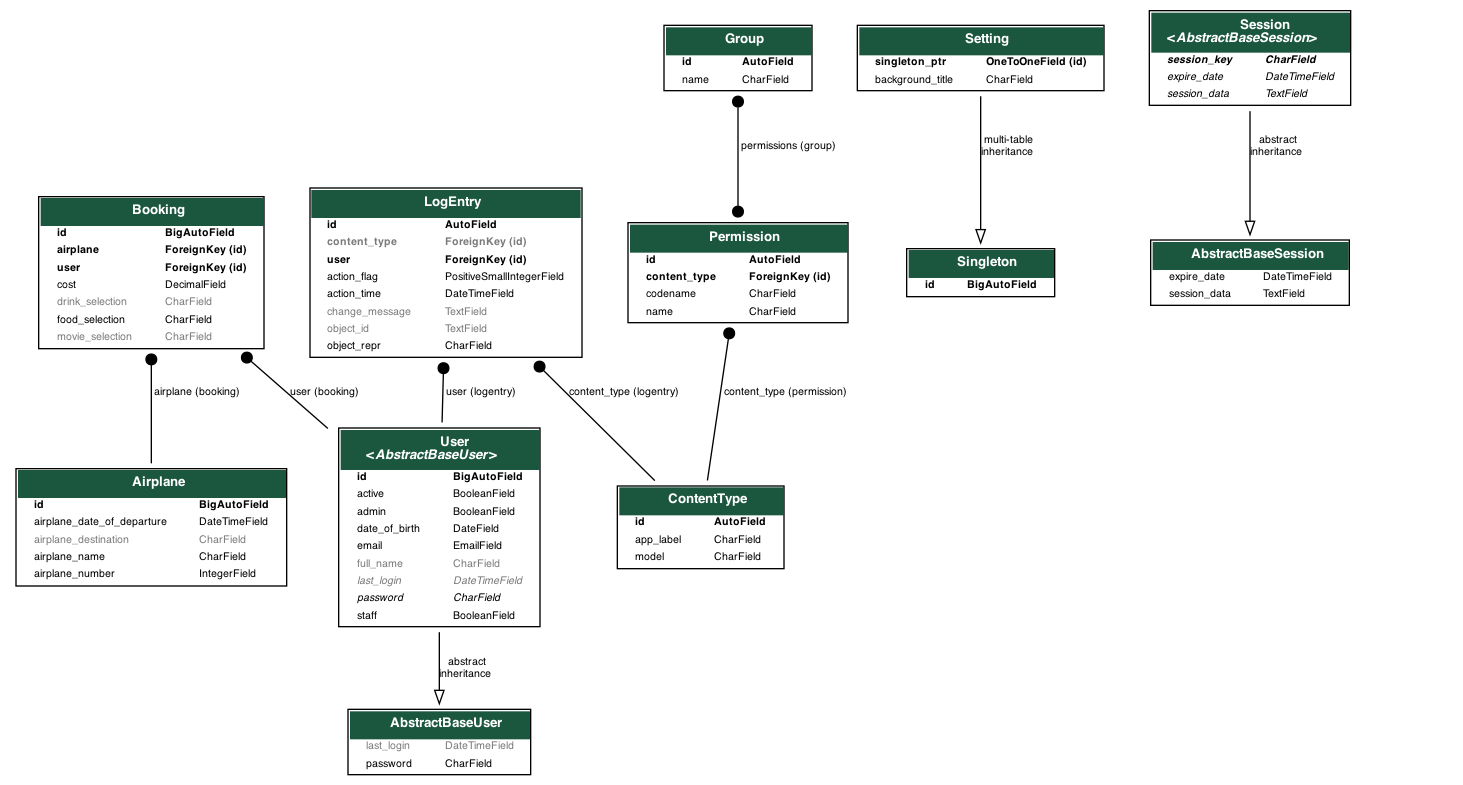 Group
id AutoField
name CharField
Setting
singleton_ptr OneToOneField (id)
background_title CharField
Session
<AbstractBaseSession>
session_key CharField
expire_date DateTimeField
session_data TextField
permissions (group)
multi-table
inheritance
abstract
inheritance
Booking
id BigAutoField
airplane ForeignKey (id)
user ForeignKey (id)
cost DecimalField
drink_selection CharField
food_selection CharField
movie_selection CharField
LogEntry
id AutoField
content_type ForeignKey (id)
user ForeignKey (id)
action_flag PositiveSmallIntegerField
action_time DateTimeField
change_message TextField
object_id TextField
object_repr CharField
Permission
id AutoField
content_type ForeignKey (id)
codename CharField
name CharField
Singleton
id BigAutoField
AbstractBaseSession
expire_date DateTimeField
session_data TextField
airplane (booking)
user (booking)
user (logentry)
content_type (logentry)
content_type (permission)
Airplane
id BigAutoField
airplane_date_of_departure DateTimeField
airplane_destination CharField
airplane_name CharField
airplane_number IntegerField
User
<AbstractBaseUser>
id BigAutoField
active BooleanField
admin BooleanField
date_of_birth DateField
email EmailField
full_name CharField
last_login DateTimeField
password CharField
staff BooleanField
ContentType
id AutoField
app_label CharField
model CharField
abstract
inheritance
AbstractBaseUser
last_login DateTimeField
password CharField